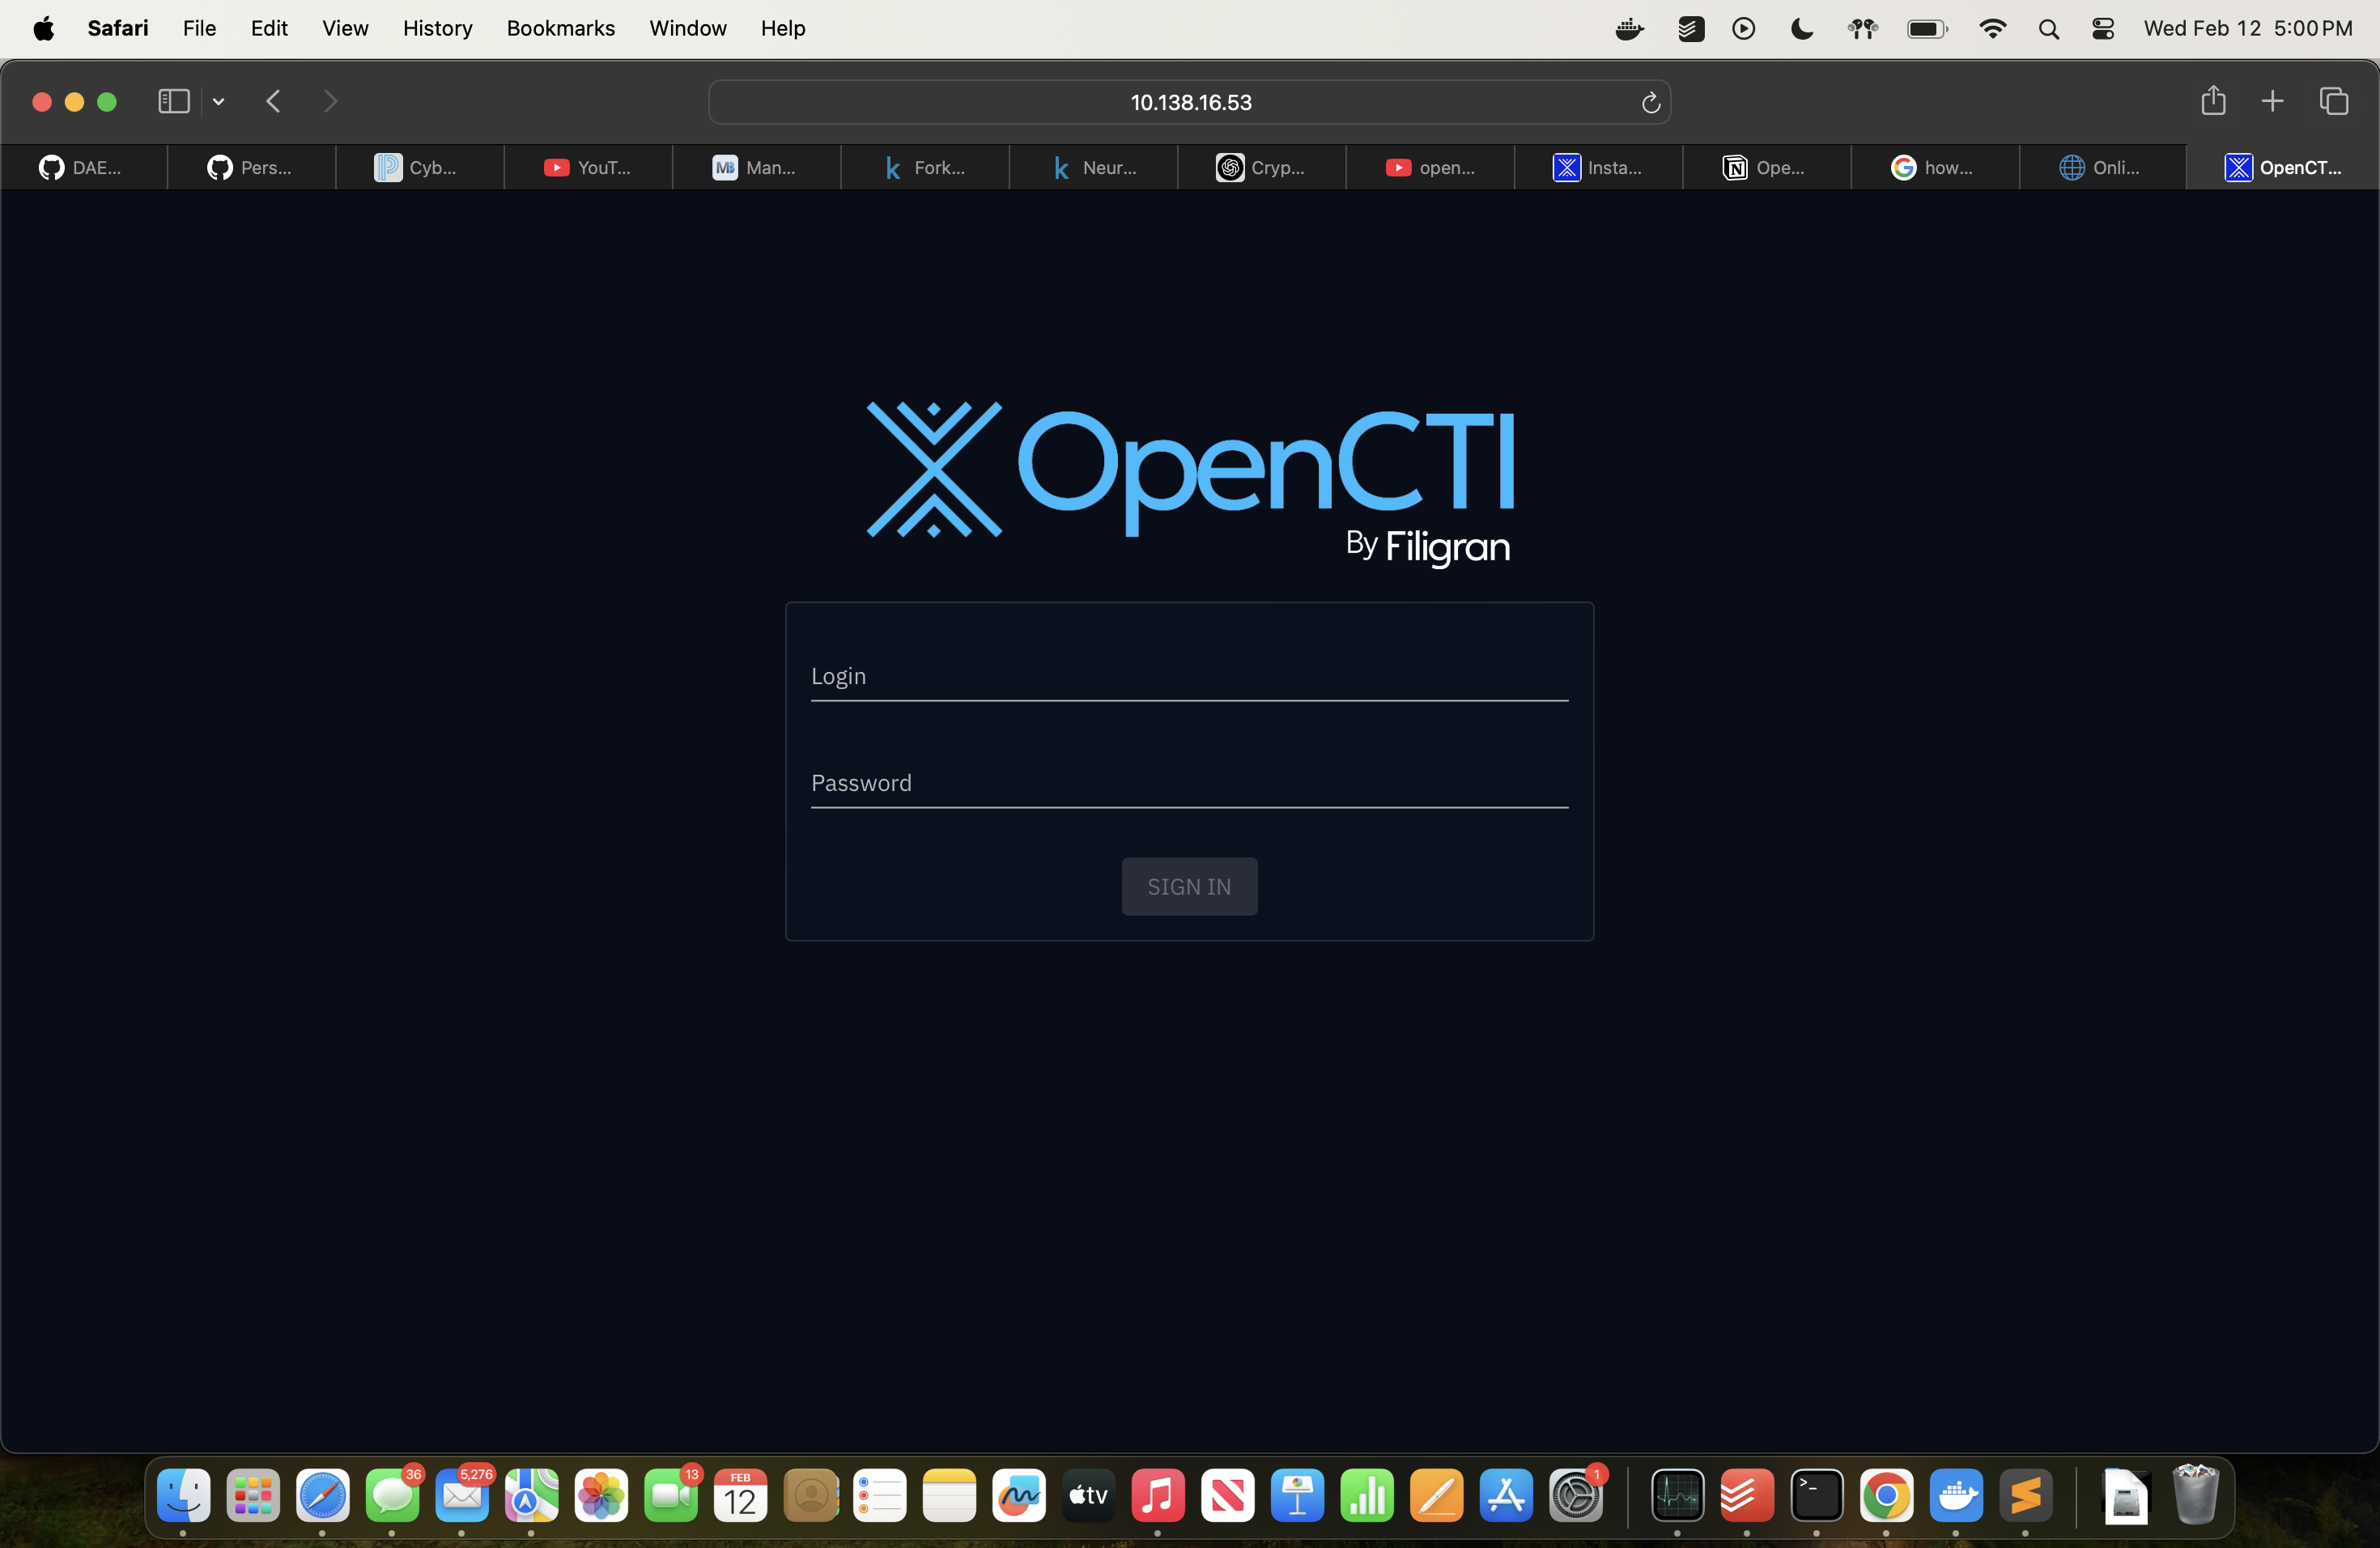 Safari File Edit View History Bookmarks Window Help Wed Feb 12 5:00 PM
10.138.16.53
DAE... Pers... Cyb... YouT... MB Man... k Fork... k Neur... Cryp... open... Insta... Ope... how... Onli... OpenCT...
OpenCTI
By Filigran
Login
Password
SIGN IN
36 5,276 13 FEB 12 tv 1